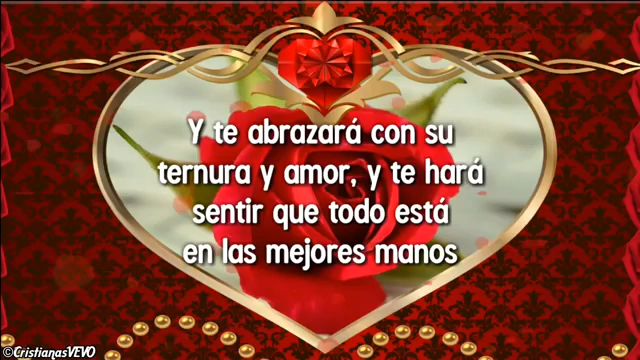 Y te abrazará con su
ternura y amor, y te hará
sentir que todo está
en las mejores manos
©CristianasVEVO